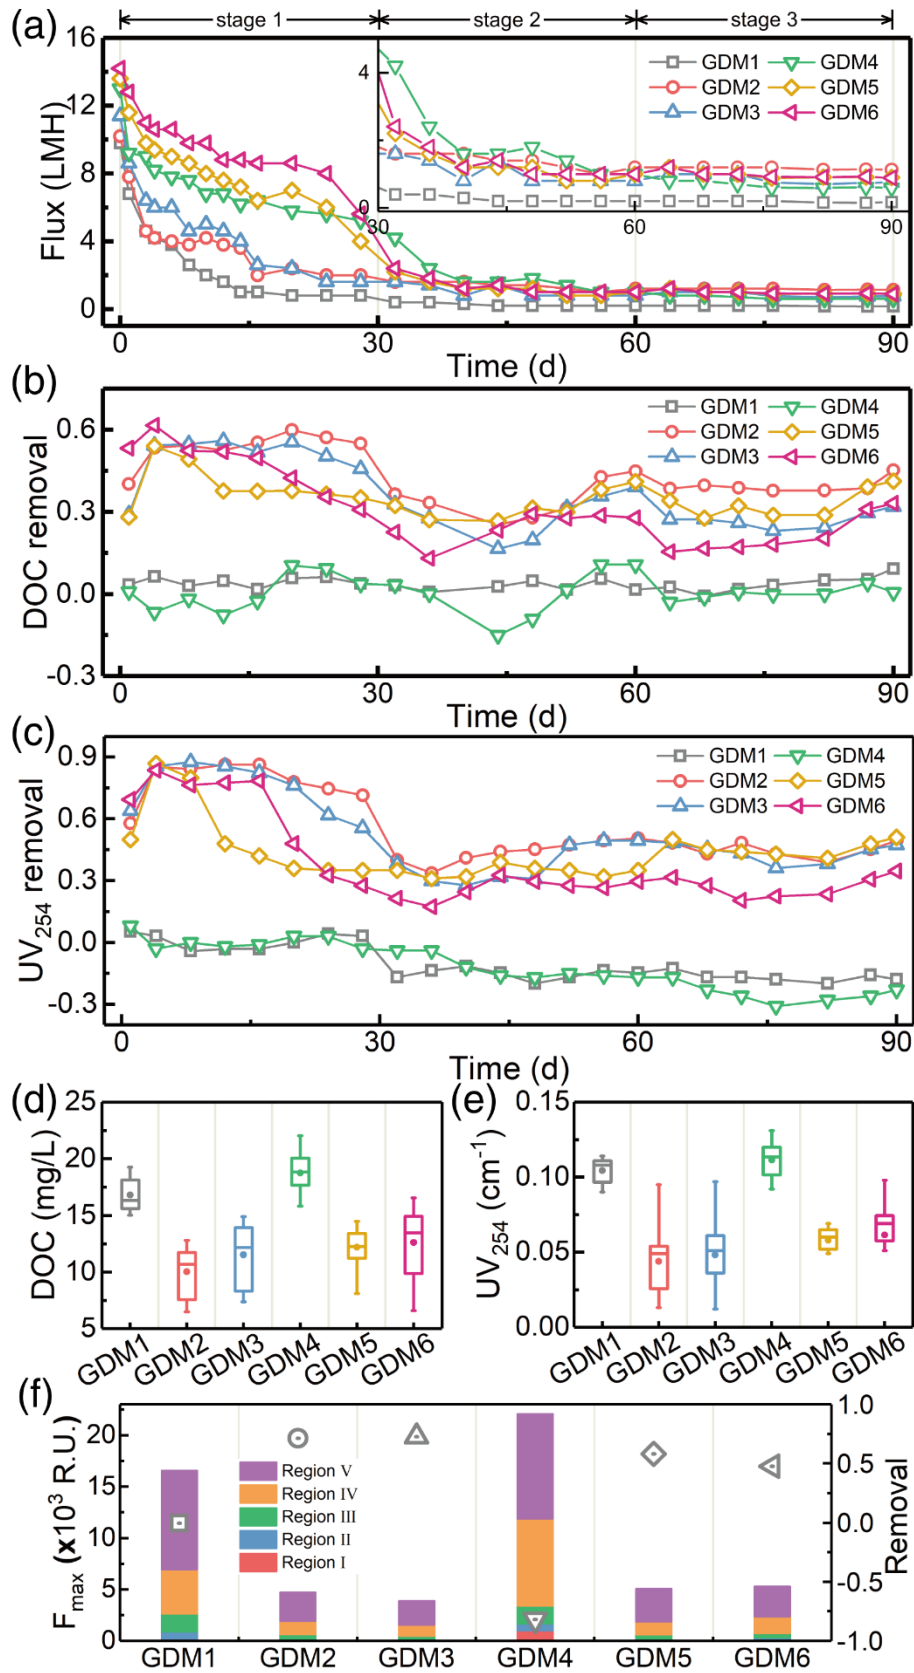 (a)
stage 1 stage 2 stage 3
Flux (LMH)
16
12
8
4
0
4
0
30 60 90
GDM1 GDM4
GDM2 GDM5
GDM3 GDM6
0 30 60 90
Time (d)
(b)
DOC removal
0.6
0.3
0.0
-0.3
GDM1 GDM4
GDM2 GDM5
GDM3 GDM6
0 30 60 90
Time (d)
(c)
UV254 removal
0.9
0.6
0.3
0.0
-0.3
GDM1 GDM4
GDM2 GDM5
GDM3 GDM6
0 30 60 90
Time (d)
(d)
DOC (mg/L)
25
20
15
10
5
GDM1 GDM2 GDM3 GDM4 GDM5 GDM6
(e)
UV254 (cm-1)
0.15
0.10
0.05
0.00
GDM1 GDM2 GDM3 GDM4 GDM5 GDM6
(f)
Fmax (x103 R.U.)
20
15
10
5
0
Region V
Region IV
Region III
Region II
Region I
1.0
0.5
0.0
-0.5
-1.0
Removal
GDM1 GDM2 GDM3 GDM4 GDM5 GDM6